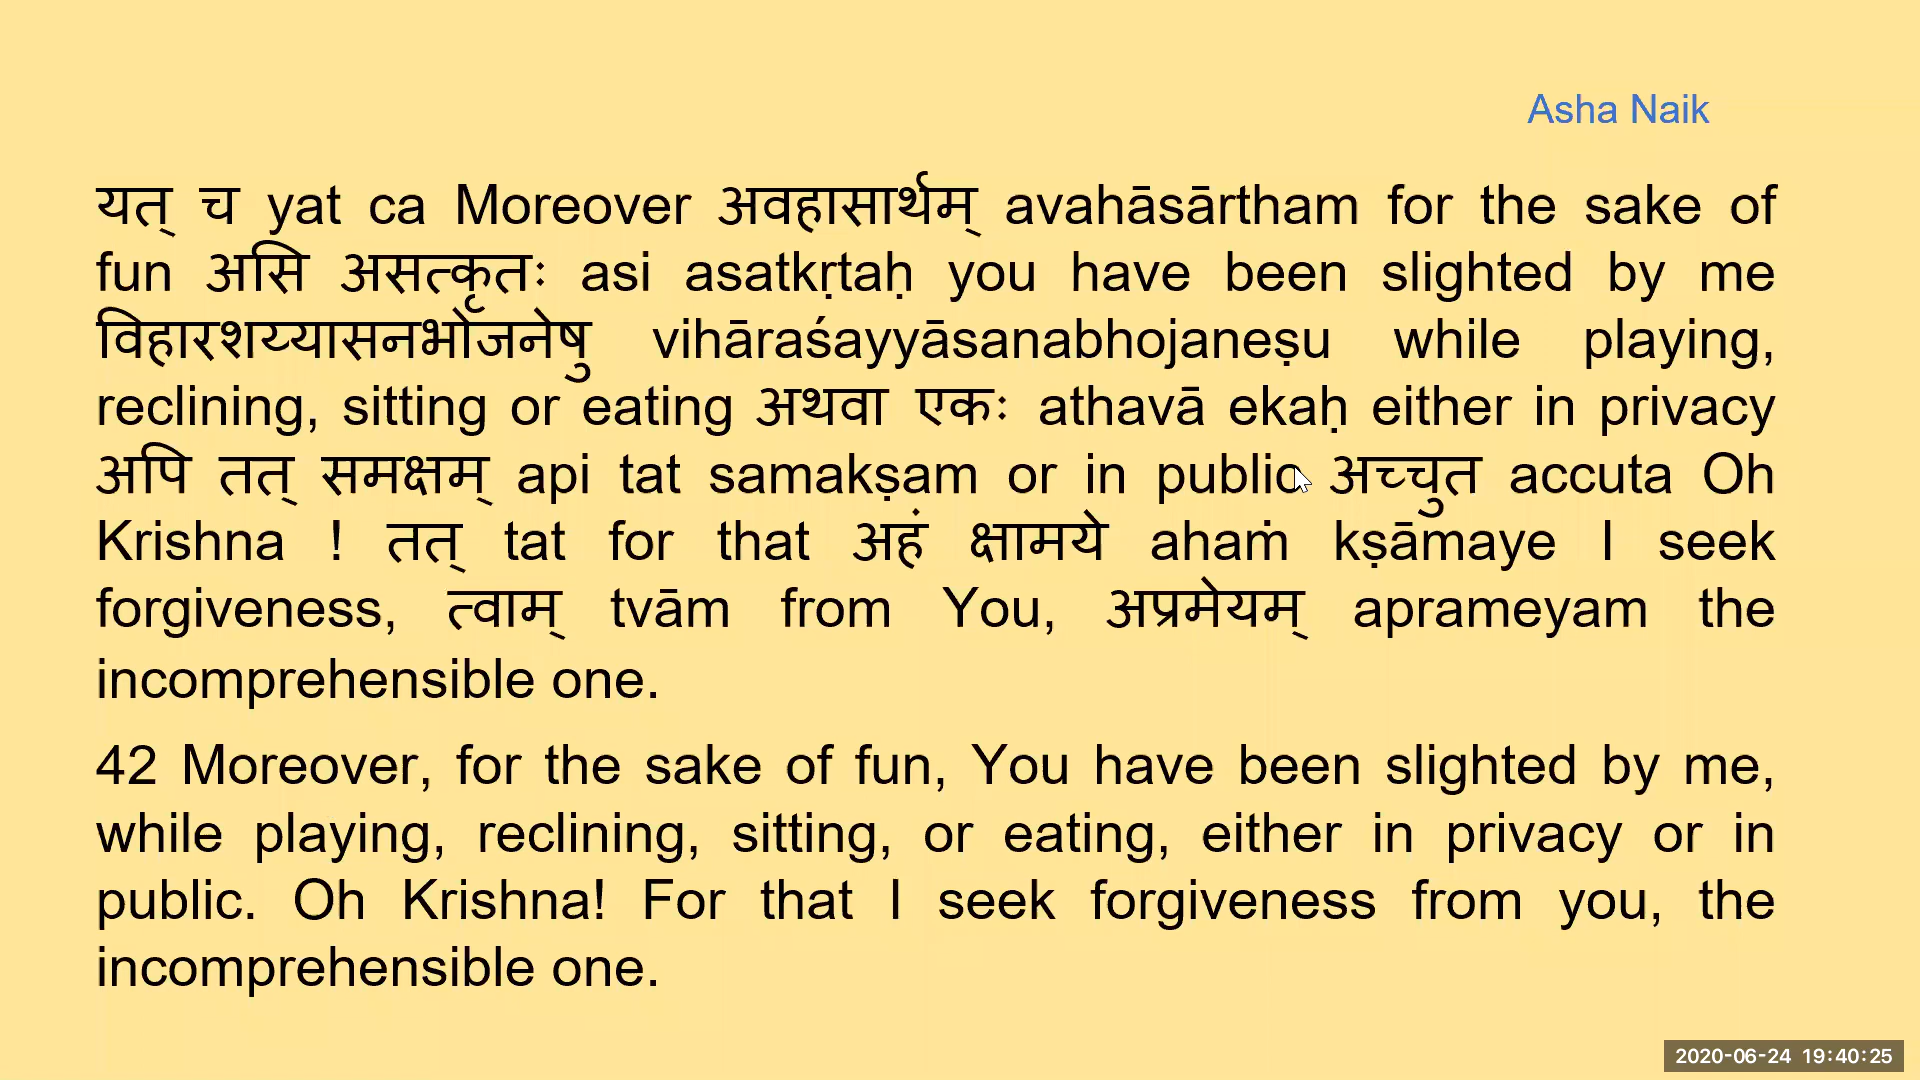 Asha Naik
यत् च yat ca Moreover अवहासार्थम् avahāsārtham for the sake of
fun असि असत्कृतः asi asatkṛtaḥ you have been slighted by me
विहारशय्यासनभोजनेषु vihāraśayyāsanabhojaneṣu while playing,
reclining, sitting or eating अथवा एकः athavā ekaḥ either in privacy
अपि तत् समक्षम् api tat samakṣam or in public अच्चुत accuta Oh
Krishna ! तत् tat for that अहं क्षामये ahaṁ kṣāmaye I seek
forgiveness, त्वाम् tvām from You, अप्रमेयम् aprameyam the
incomprehensible one.
42 Moreover, for the sake of fun, You have been slighted by me,
while playing, reclining, sitting, or eating, either in privacy or in
public. Oh Krishna! For that I seek forgiveness from you, the
incomprehensible one.
2020-06-24 19:40:25